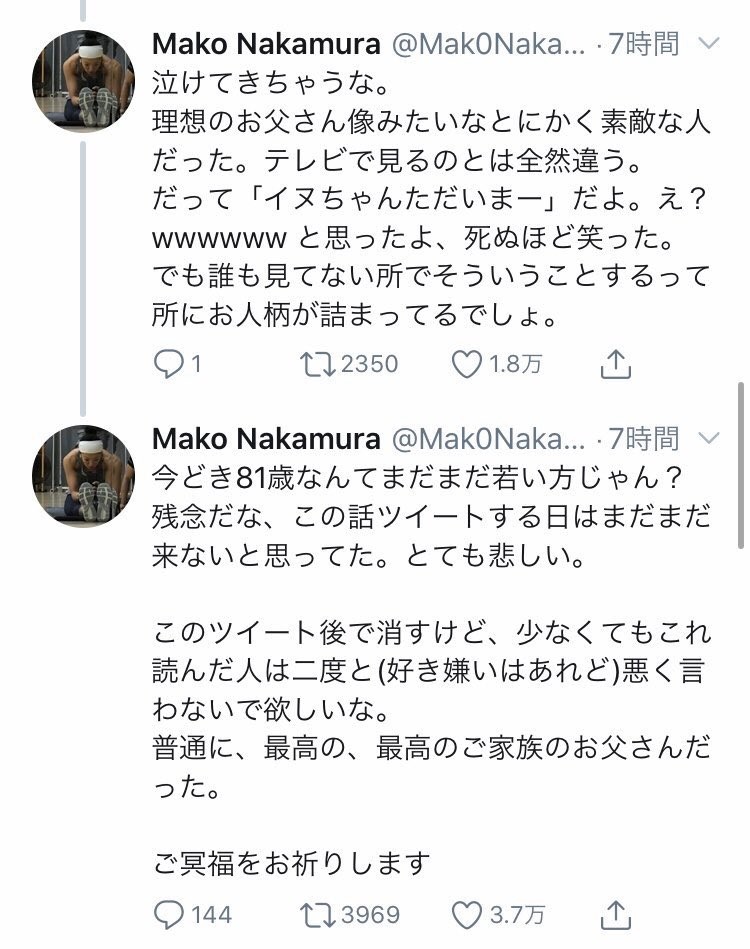 Mako Nakamura @Mak0Naka... · 7時間
泣けてきちゃうな。
理想のお父さん像みたいなとにかく素敵な人
だった。テレビで見るのとは全然違う。
だって「イヌちゃんただいまー」だよ。え？
wwwwww と思ったよ、死ぬほど笑った。
でも誰も見てない所でそういうことするって
所にお人柄が詰まってるでしょ。
1 2350 1.8万
Mako Nakamura @Mak0Naka... · 7時間
今どき81歳なんてまだまだ若い方じゃん？
残念だな、この話ツイートする日はまだまだ
来ないと思ってた。とても悲しい。
このツイート後で消すけど、少なくてもこれ
読んだ人は二度と(好き嫌いはあれど)悪く言
わないで欲しいな。
普通に、最高の、最高のご家族のお父さんだ
った。
ご冥福をお祈りします
144 3969 3.7万